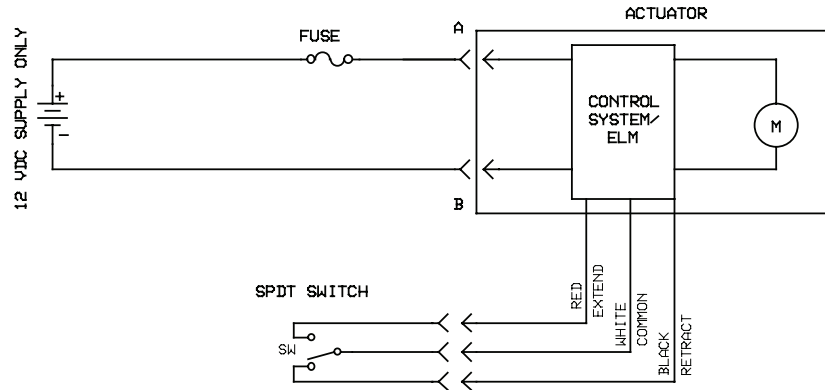 ACTUATOR
A
FUSE
12 VDC SUPPLY ONLY
+
−
CONTROL
SYSTEM/
ELM
M
B
SPDT SWITCH
SW
RED
EXTEND
WHITE
COMMON
BLACK
RETRACT